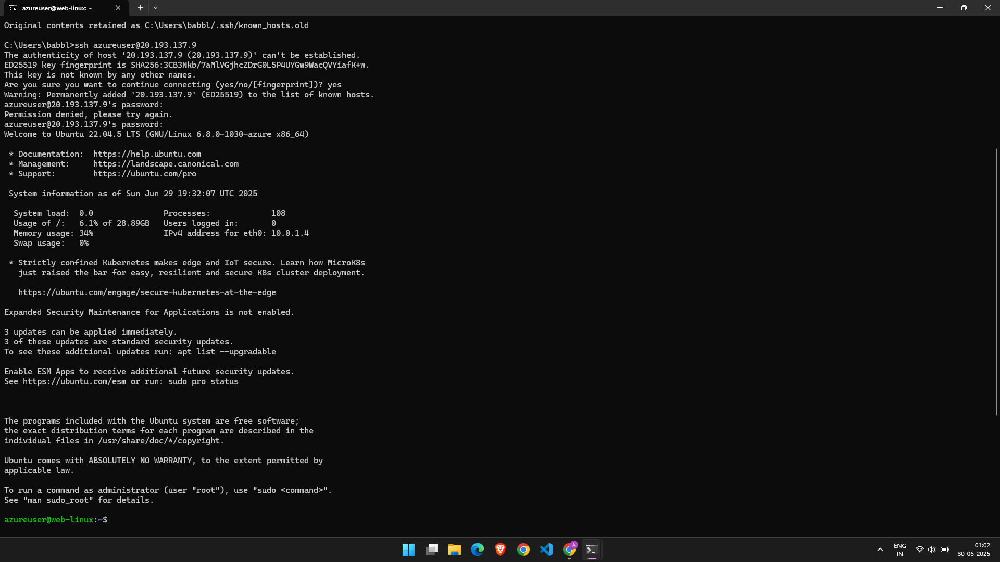 azureuser@web-linux: ~
Original contents retained as C:\Users\babbl/.ssh/known_hosts.old
C:\Users\babbl>ssh azureuser@20.193.137.9
The authenticity of host '20.193.137.9 (20.193.137.9)' can't be established.
ED25519 key fingerprint is SHA256:3CB3Nkb/7aMlVGjhcZDrG0L5P4UYGw9WacQVYiafK+w.
This key is not known by any other names.
Are you sure you want to continue connecting (yes/no/[fingerprint])? yes
Warning: Permanently added '20.193.137.9' (ED25519) to the list of known hosts.
azureuser@20.193.137.9's password:
Permission denied, please try again.
azureuser@20.193.137.9's password:
Welcome to Ubuntu 22.04.5 LTS (GNU/Linux 6.8.0-1030-azure x86_64)
* Documentation:  https://help.ubuntu.com
* Management:     https://landscape.canonical.com
* Support:        https://ubuntu.com/pro
System information as of Sun Jun 29 19:32:07 UTC 2025
System load:  0.0               Processes:             108
Usage of /:   6.1% of 28.89GB   Users logged in:       0
Memory usage: 34%               IPv4 address for eth0: 10.0.1.4
Swap usage:   0%
* Strictly confined Kubernetes makes edge and IoT secure. Learn how MicroK8s
just raised the bar for easy, resilient and secure K8s cluster deployment.
https://ubuntu.com/engage/secure-kubernetes-at-the-edge
Expanded Security Maintenance for Applications is not enabled.
3 updates can be applied immediately.
3 of these updates are standard security updates.
To see these additional updates run: apt list --upgradable
Enable ESM Apps to receive additional future security updates.
See https://ubuntu.com/esm or run: sudo pro status
The programs included with the Ubuntu system are free software;
the exact distribution terms for each program are described in the
individual files in /usr/share/doc/*/copyright.
Ubuntu comes with ABSOLUTELY NO WARRANTY, to the extent permitted by
applicable law.
To run a command as administrator (user "root"), use "sudo <command>".
See "man sudo_root" for details.
azureuser@web-linux:~$
A
ENG
IN
01:02
30-06-2025